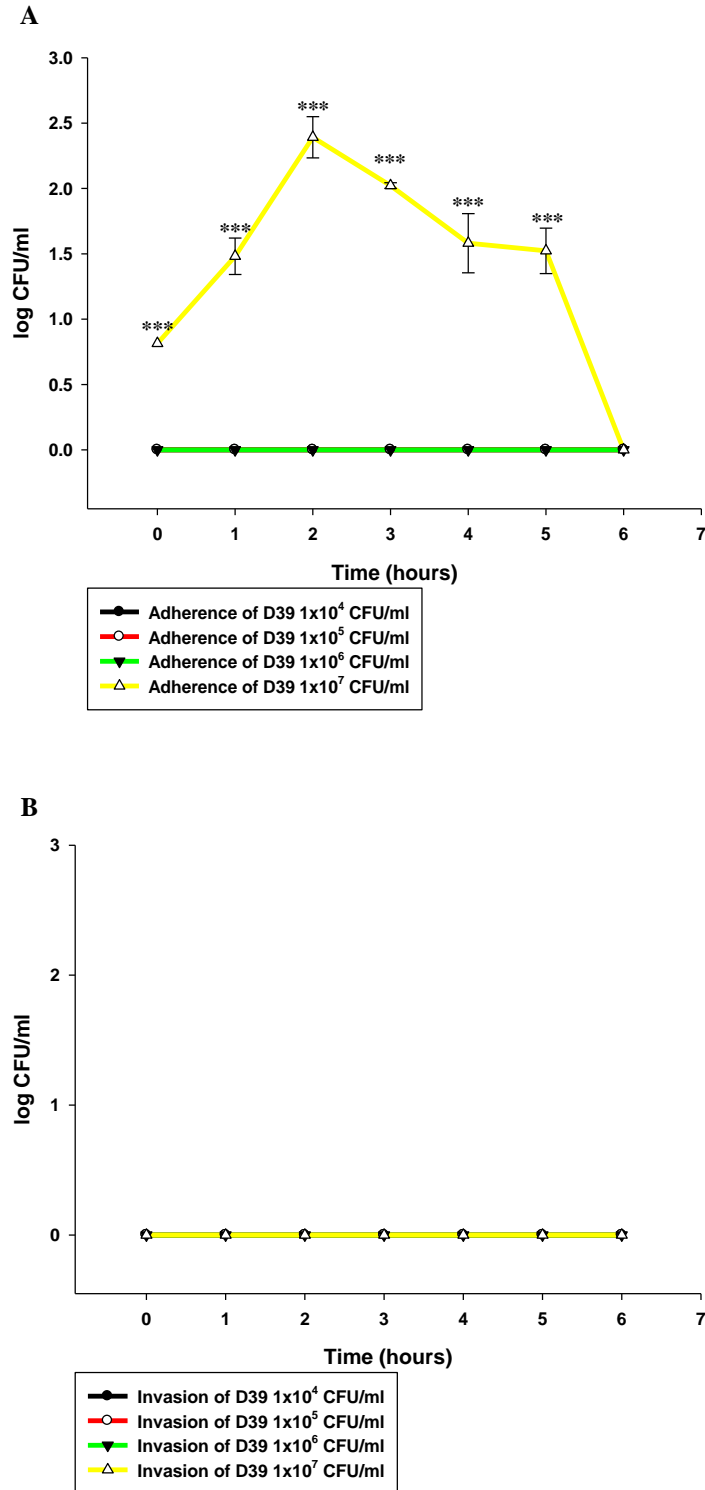 A
3.0
2.5
2.0
1.5
1.0
0.5
0.0
log CFU/ml
***
***
***
***
***
***
0 1 2 3 4 5 6 7
Time (hours)
Adherence of D39 1x10⁴ CFU/ml
Adherence of D39 1x10⁵ CFU/ml
Adherence of D39 1x10⁶ CFU/ml
Adherence of D39 1x10⁷ CFU/ml
B
3
2
1
0
log CFU/ml
0 1 2 3 4 5 6 7
Time (hours)
Invasion of D39 1x10⁴ CFU/ml
Invasion of D39 1x10⁵ CFU/ml
Invasion of D39 1x10⁶ CFU/ml
Invasion of D39 1x10⁷ CFU/ml